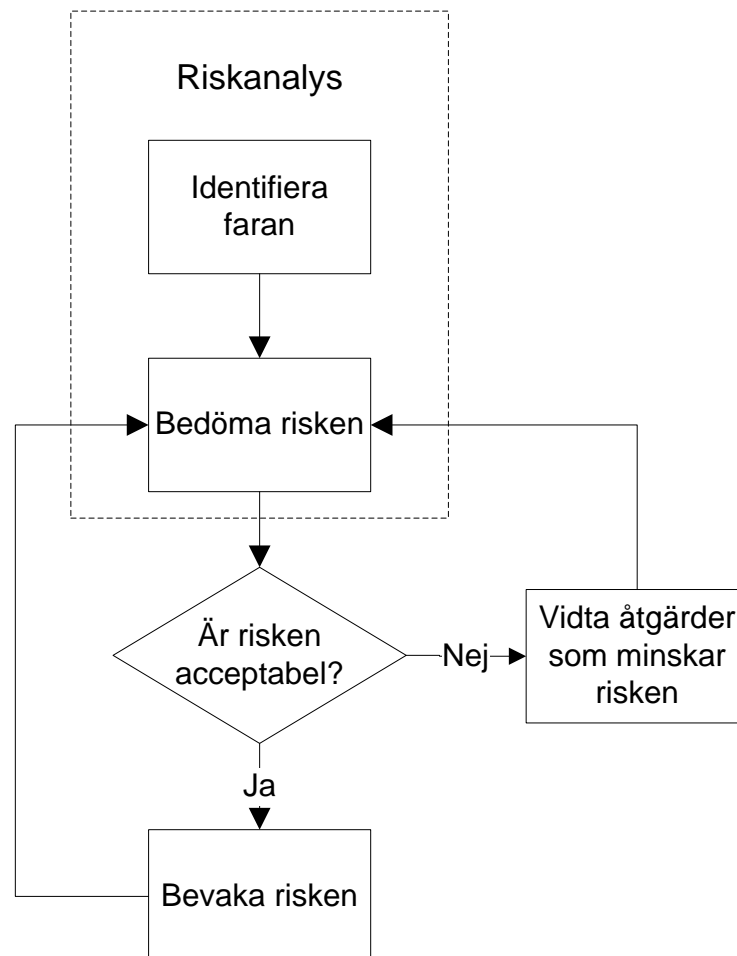 Riskanalys
Identifiera
faran
Bedöma risken
Är risken
acceptabel?
Nej
Vidta åtgärder
som minskar
risken
Ja
Bevaka risken